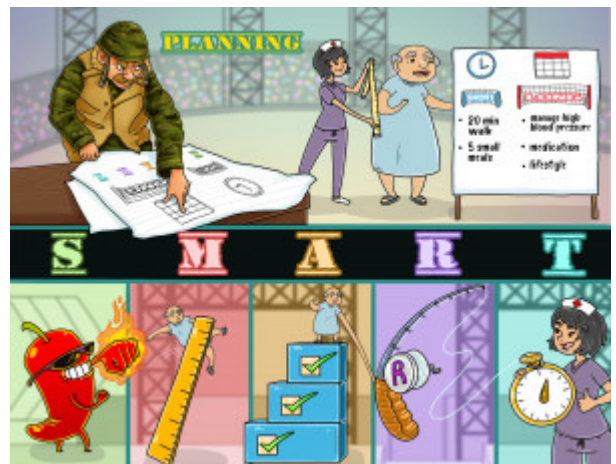 PLANNING
• 20 min
walk
• 5 small
meals
• manage high
blood pressure
• medication
• lifestyle
S M A R T
R